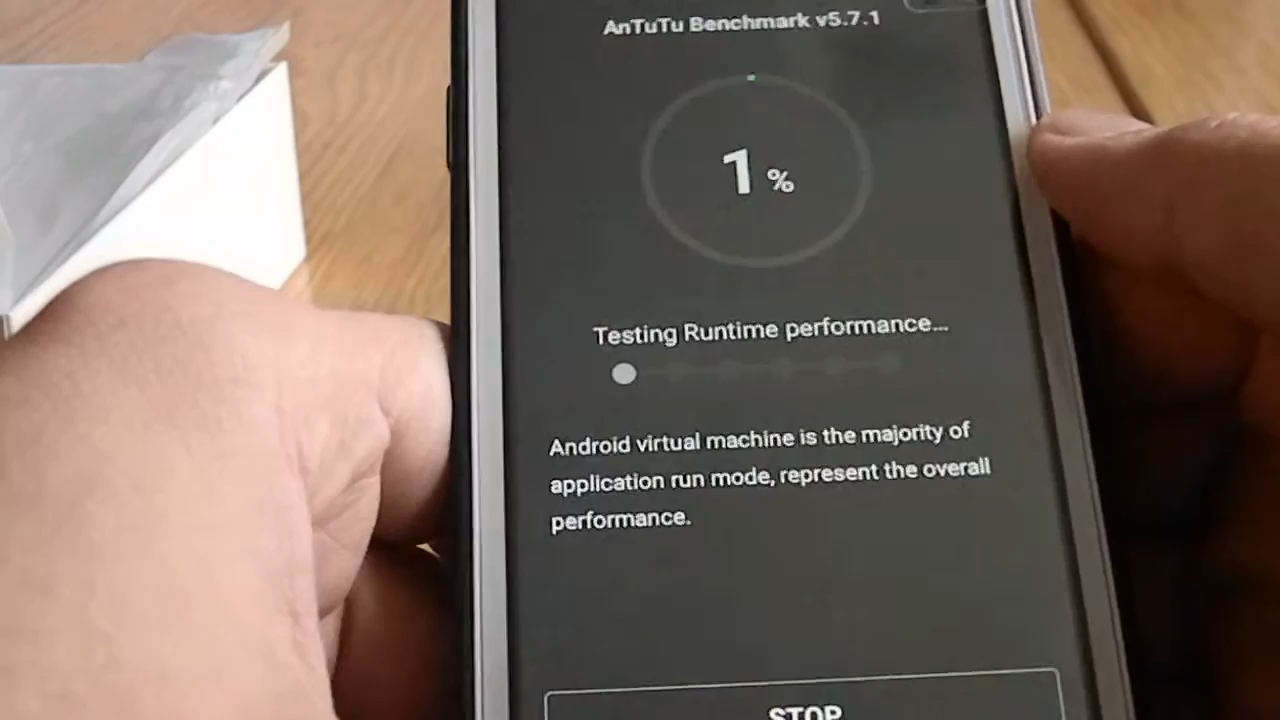 AnTuTu Benchmark v5.7.1
1 %
Testing Runtime performance...
Android virtual machine is the majority of
application run mode, represent the overall
performance.
STOP